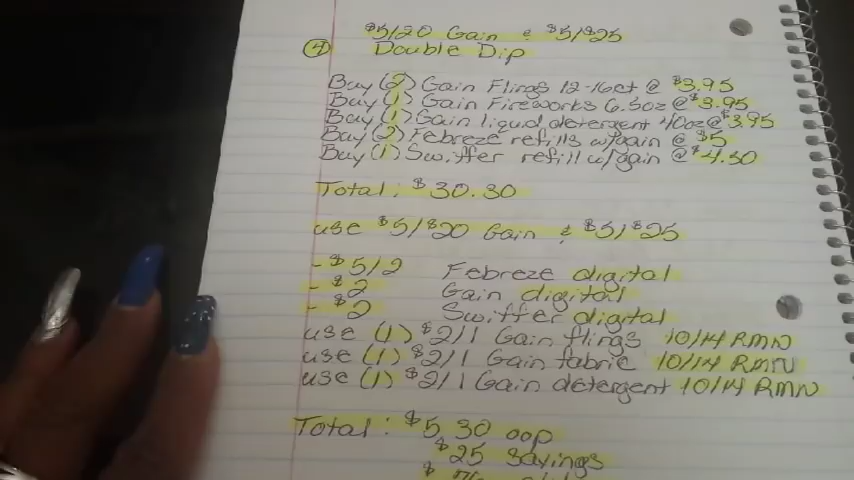 $5/20 Gain & $5/$25
④ Double Dip
Buy (2) Gain Flings 12-16ct @ $3.95
Buy (1) Gain Fireworks 6.5oz @ $3.95
Buy (1) Gain liquid detergent 40oz @ $3.95
Buy (2) Febreze refills w/gain @ $5
Buy (1) Swiffer refill w/gain @ $4.50
Total: $30.30
use $5/$20 Gain & $5/$25
- $5/2 Febreze digital
- $2 Gain digital
- $2 Swiffer digital
use (1) $2/1 Gain flings 10/14 RMN
use (1) $2/1 Gain fabric 10/14 RMN
use (1) $2/1 Gain detergent 10/14 RMN
Total: $5.30 oop
$25 savings
$